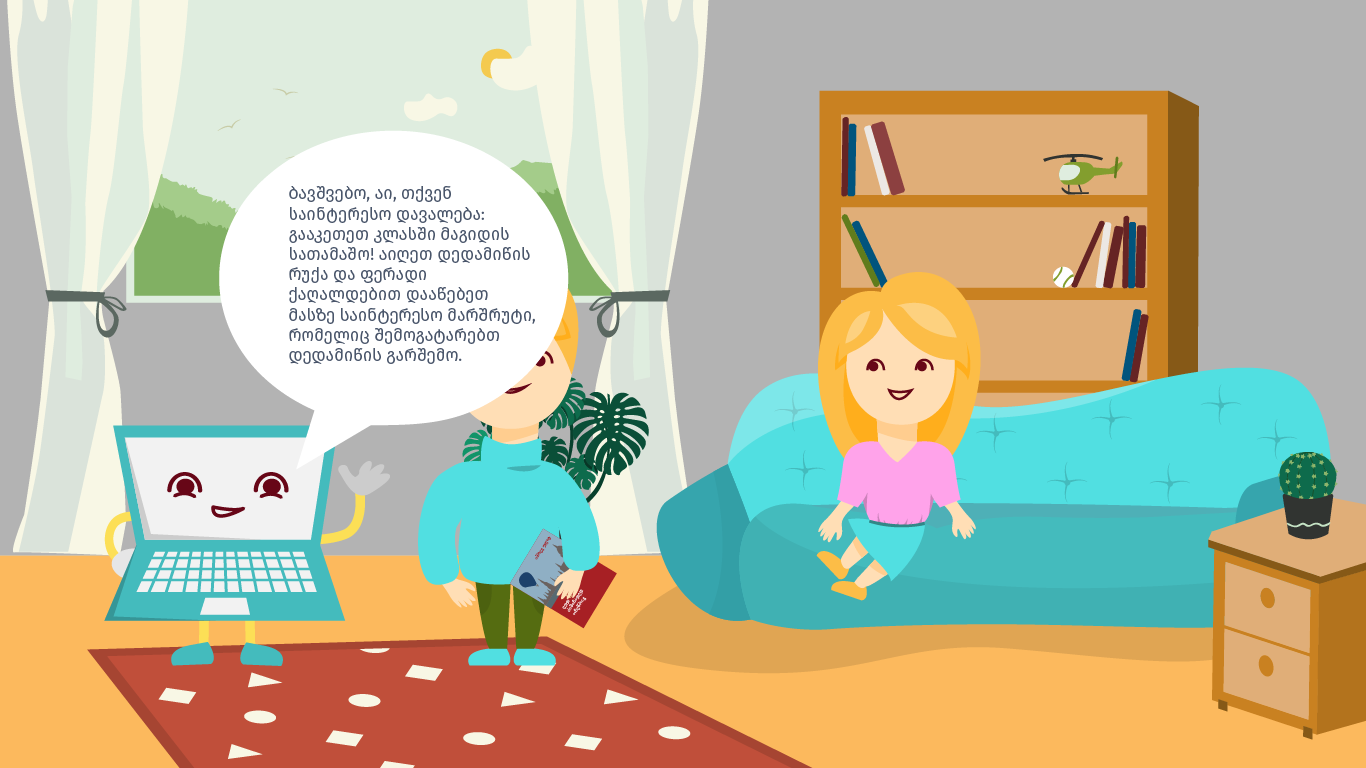 ბავშვებო, აი, თქვენ
საინტერესო დავალება:
გააკეთეთ კლასში მაგიდის
სათამაშო! აიღეთ დედამიწის
რუქა და ფერადი
ქაღალდებით დააწებეთ
მასზე საინტერესო მარშრუტი,
რომელიც შემოგატარებთ
დედამიწის გარშემო.